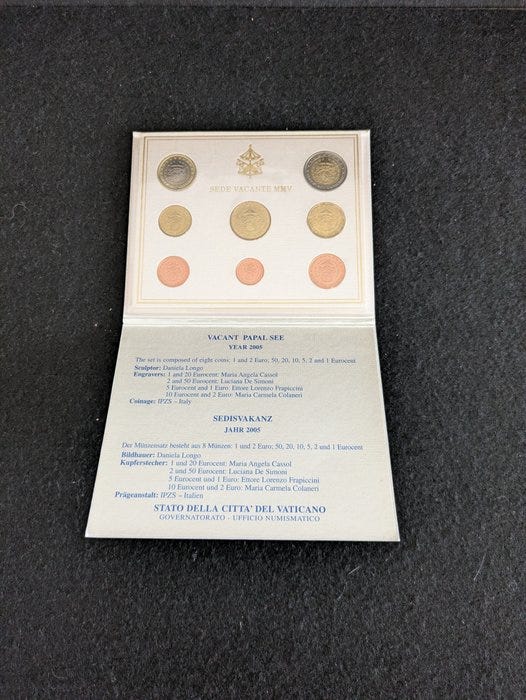 SEDE VACANTE MMV
VACANT PAPAL SEE
YEAR 2005
The set is composed of eight coins: 1 and 2 Euro; 50, 20, 10, 5, 2 and 1 Eurocent
Sculptor: Daniela Longo
Engravers: 1 and 20 Eurocent: Maria Angela Cassol
2 and 50 Eurocent: Luciana De Simoni
5 Eurocent and 1 Euro: Ettore Lorenzo Frapiccini
10 Eurocent and 2 Euro: Maria Carmela Colaneri
Coinage: IPZS – Italy
SEDISVAKANZ
JAHR 2005
Der Münzensatz besteht aus 8 Münzen: 1 und 2 Euro; 50, 20, 10, 5, 2 und 1 Eurocent
Bildhauer: Daniela Longo
Kupferstecher: 1 und 20 Eurocent: Maria Angela Cassol
2 und 50 Eurocent: Luciana De Simoni
5 Eurocent und 1 Euro: Ettore Lorenzo Frapiccini
10 Eurocent und 2 Euro: Maria Carmela Colaneri
Prägeanstalt: IPZS – Italien
STATO DELLA CITTA' DEL VATICANO
GOVERNATORATO - UFFICIO NUMISMATICO